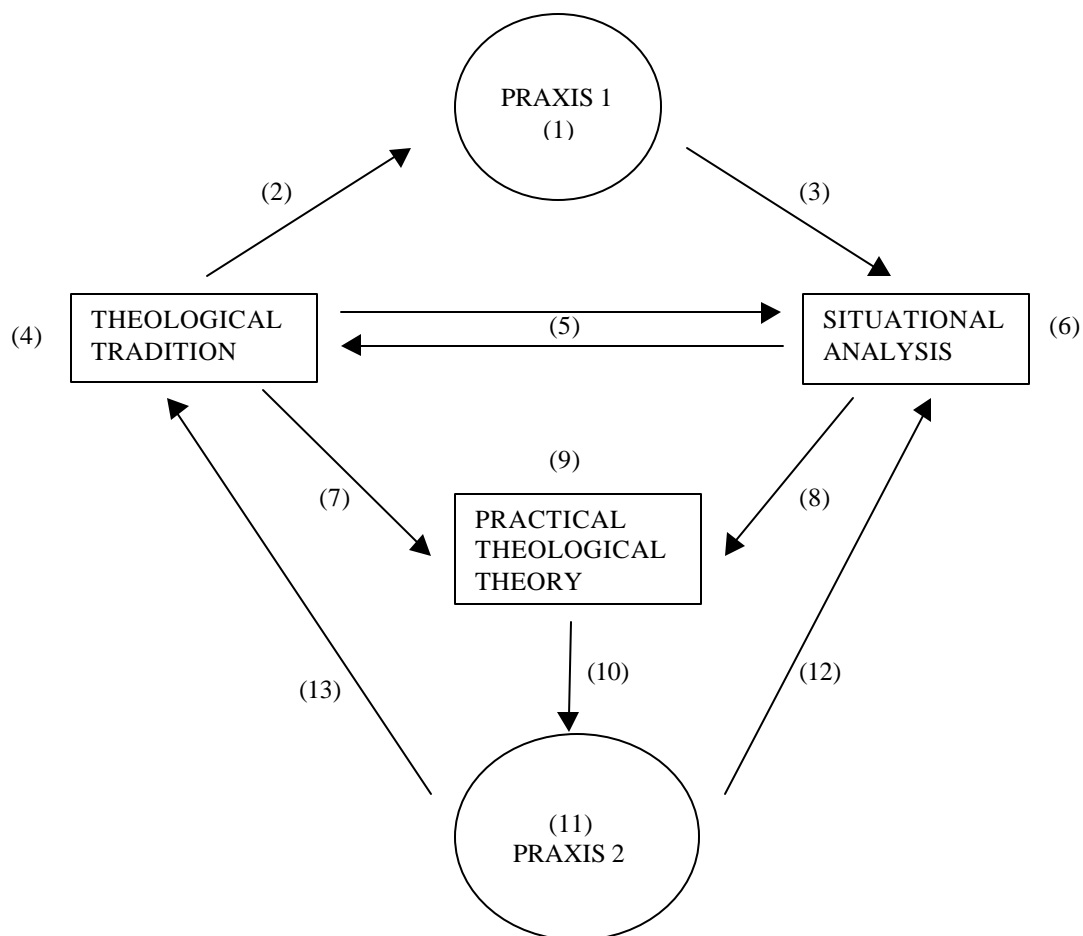 PRAXIS 1
(1)
(2)
(3)
(4)
THEOLOGICAL
TRADITION
(5)
SITUATIONAL
ANALYSIS
(6)
(7)
(8)
(9)
PRACTICAL
THEOLOGICAL
THEORY
(10)
(12)
(13)
(11)
PRAXIS 2